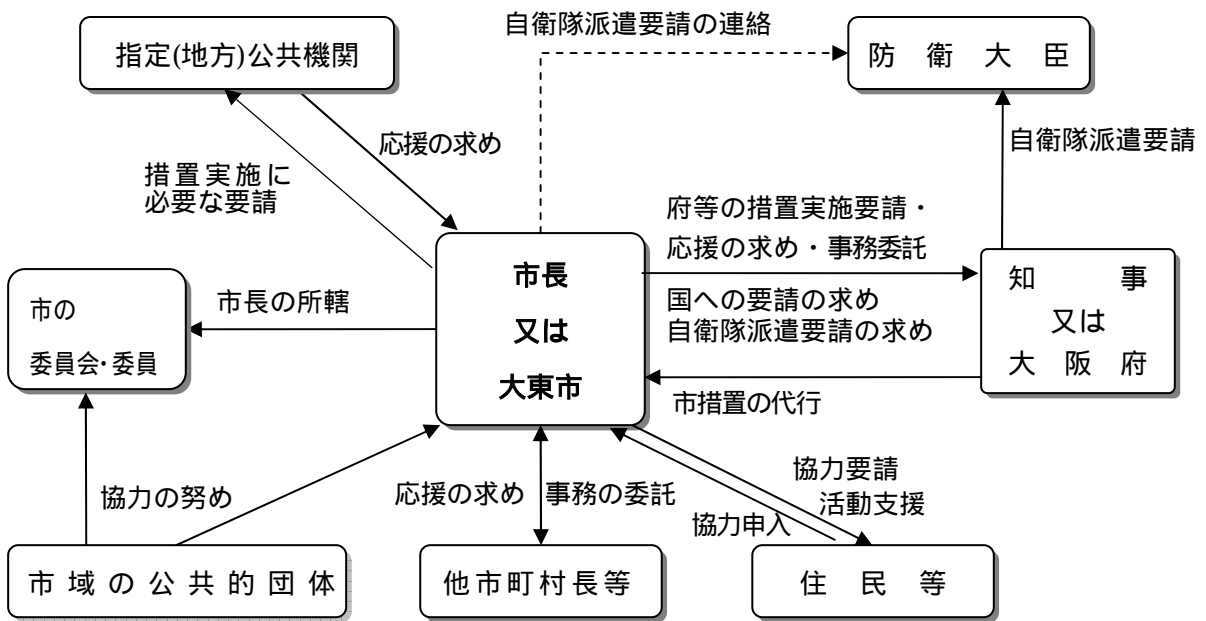 自衛隊派遣要請の連絡
指定(地方)公共機関
防衛大臣
応援の求め
自衛隊派遣要請
措置実施に
必要な要請
府等の措置実施要請・
応援の求め・事務委託
市長
又は
大東市
知事
又は
大阪府
市の
委員会・委員
市長の所轄
国への要請の求め
自衛隊派遣要請の求め
市措置の代行
協力の努め
応援の求め
事務の委託
協力要請
活動支援
協力申入
市域の公共的団体
他市町村長等
住民等